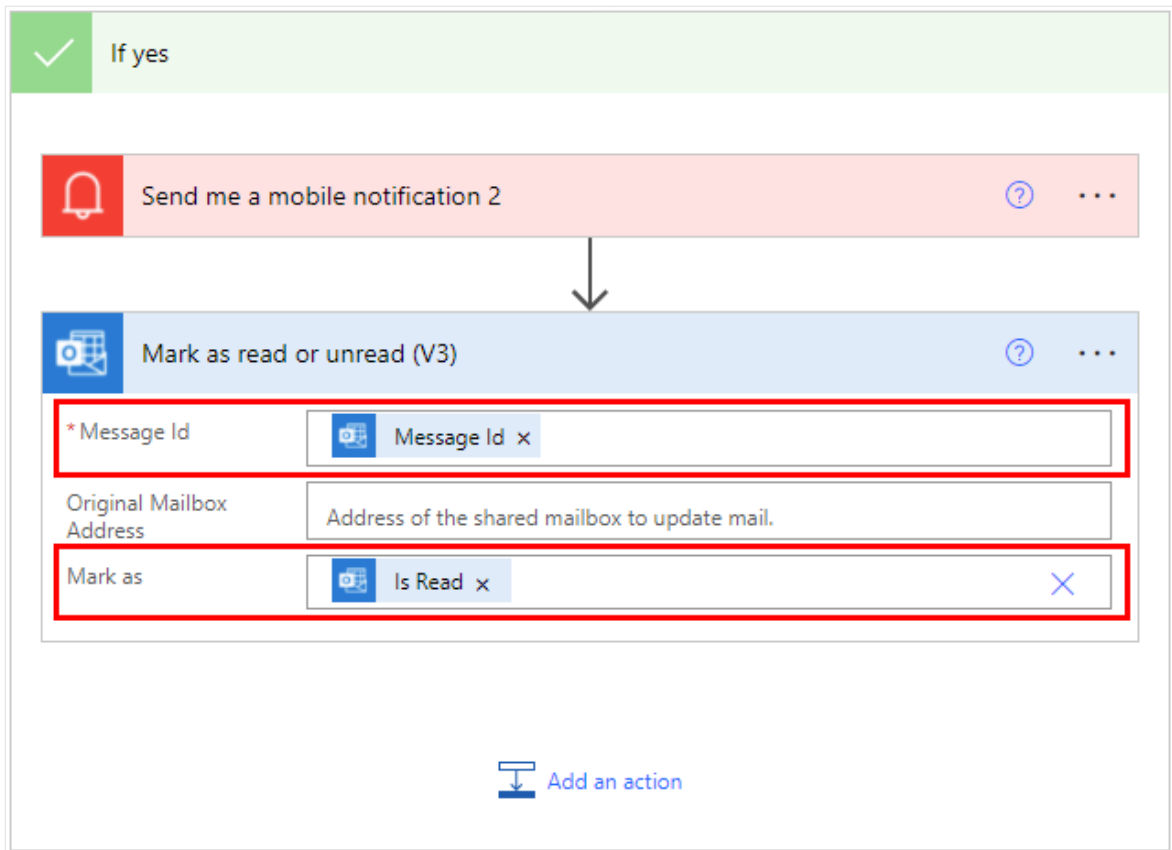 If yes
Send me a mobile notification 2
Mark as read or unread (V3)
* Message Id
Message Id ×
Original Mailbox
Address
Address of the shared mailbox to update mail.
Mark as
Is Read ×
Add an action